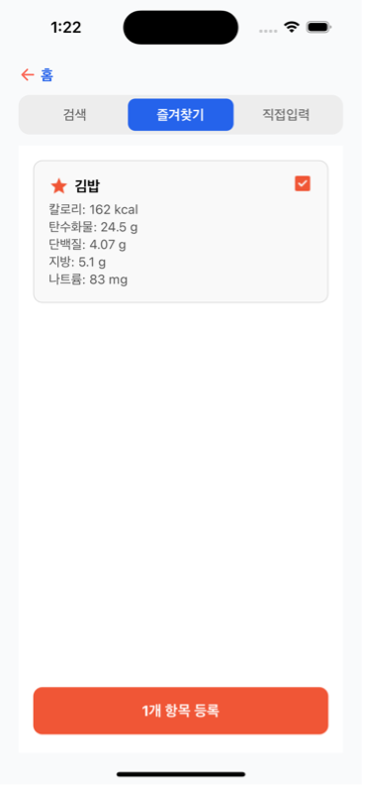 1:22
홈
검색 즐겨찾기 직접입력
김밥
칼로리: 162 kcal
탄수화물: 24.5 g
단백질: 4.07 g
지방: 5.1 g
나트륨: 83 mg
1개 항목 등록